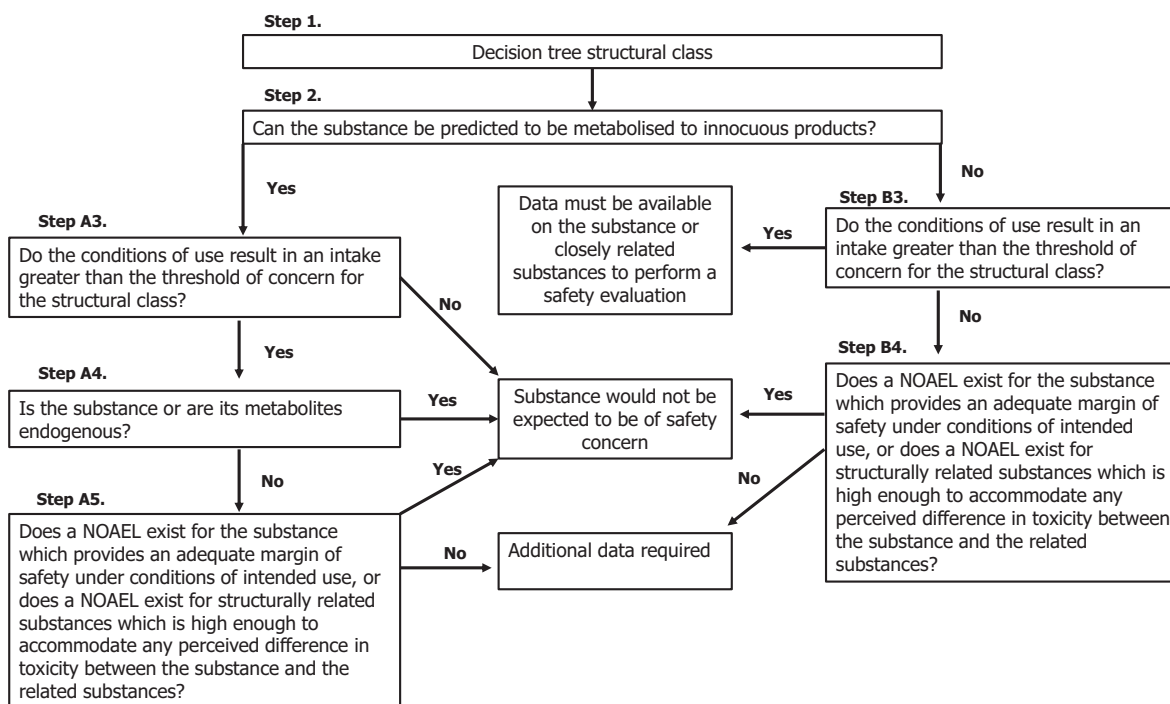 Step 1.
Decision tree structural class
Step 2.
Can the substance be predicted to be metabolised to innocuous products?
Yes
No
Step A3.
Do the conditions of use result in an intake
greater than the threshold of concern for
the structural class?
Data must be available
on the substance or
closely related
substances to perform a
safety evaluation
Yes
Step B3.
Do the conditions of use result in an
intake greater than the threshold of
concern for the structural class?
No
No
Yes
Step A4.
Is the substance or are its metabolites
endogenous?
Yes
Substance would not be
expected to be of safety
concern
Yes
Step B4.
Does a NOAEL exist for the substance
which provides an adequate margin of
safety under conditions of intended
use, or does a NOAEL exist for
structurally related substances which is
high enough to accommodate any
perceived difference in toxicity between
the substance and the related
substances?
No
Yes
No
Step A5.
Does a NOAEL exist for the substance
which provides an adequate margin of
safety under conditions of intended use, or
does a NOAEL exist for structurally related
substances which is high enough to
accommodate any perceived difference in
toxicity between the substance and the
related substances?
No
Additional data required